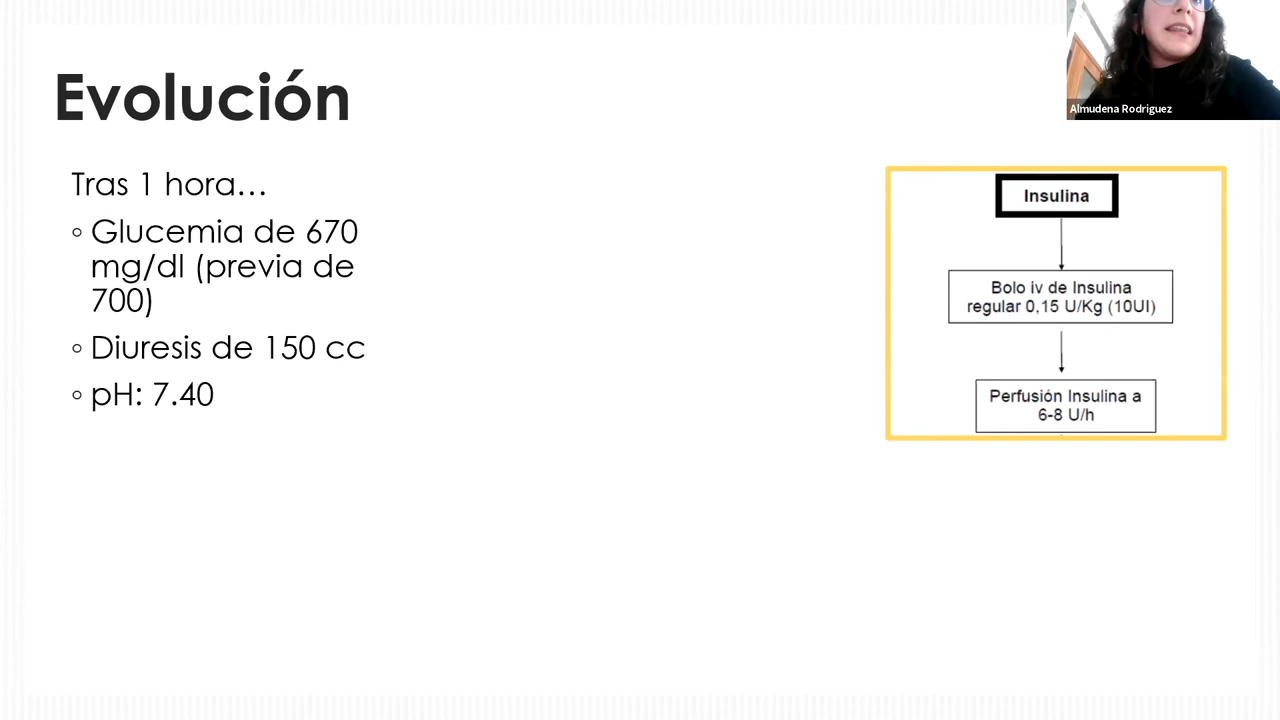 Evolución
Almudena Rodriguez
Tras 1 hora…
◦ Glucemia de 670
mg/dl (previa de
700)
◦ Diuresis de 150 cc
◦ pH: 7.40
Insulina
Bolo iv de Insulina
regular 0,15 U/Kg (10UI)
Perfusión Insulina a
6-8 U/h